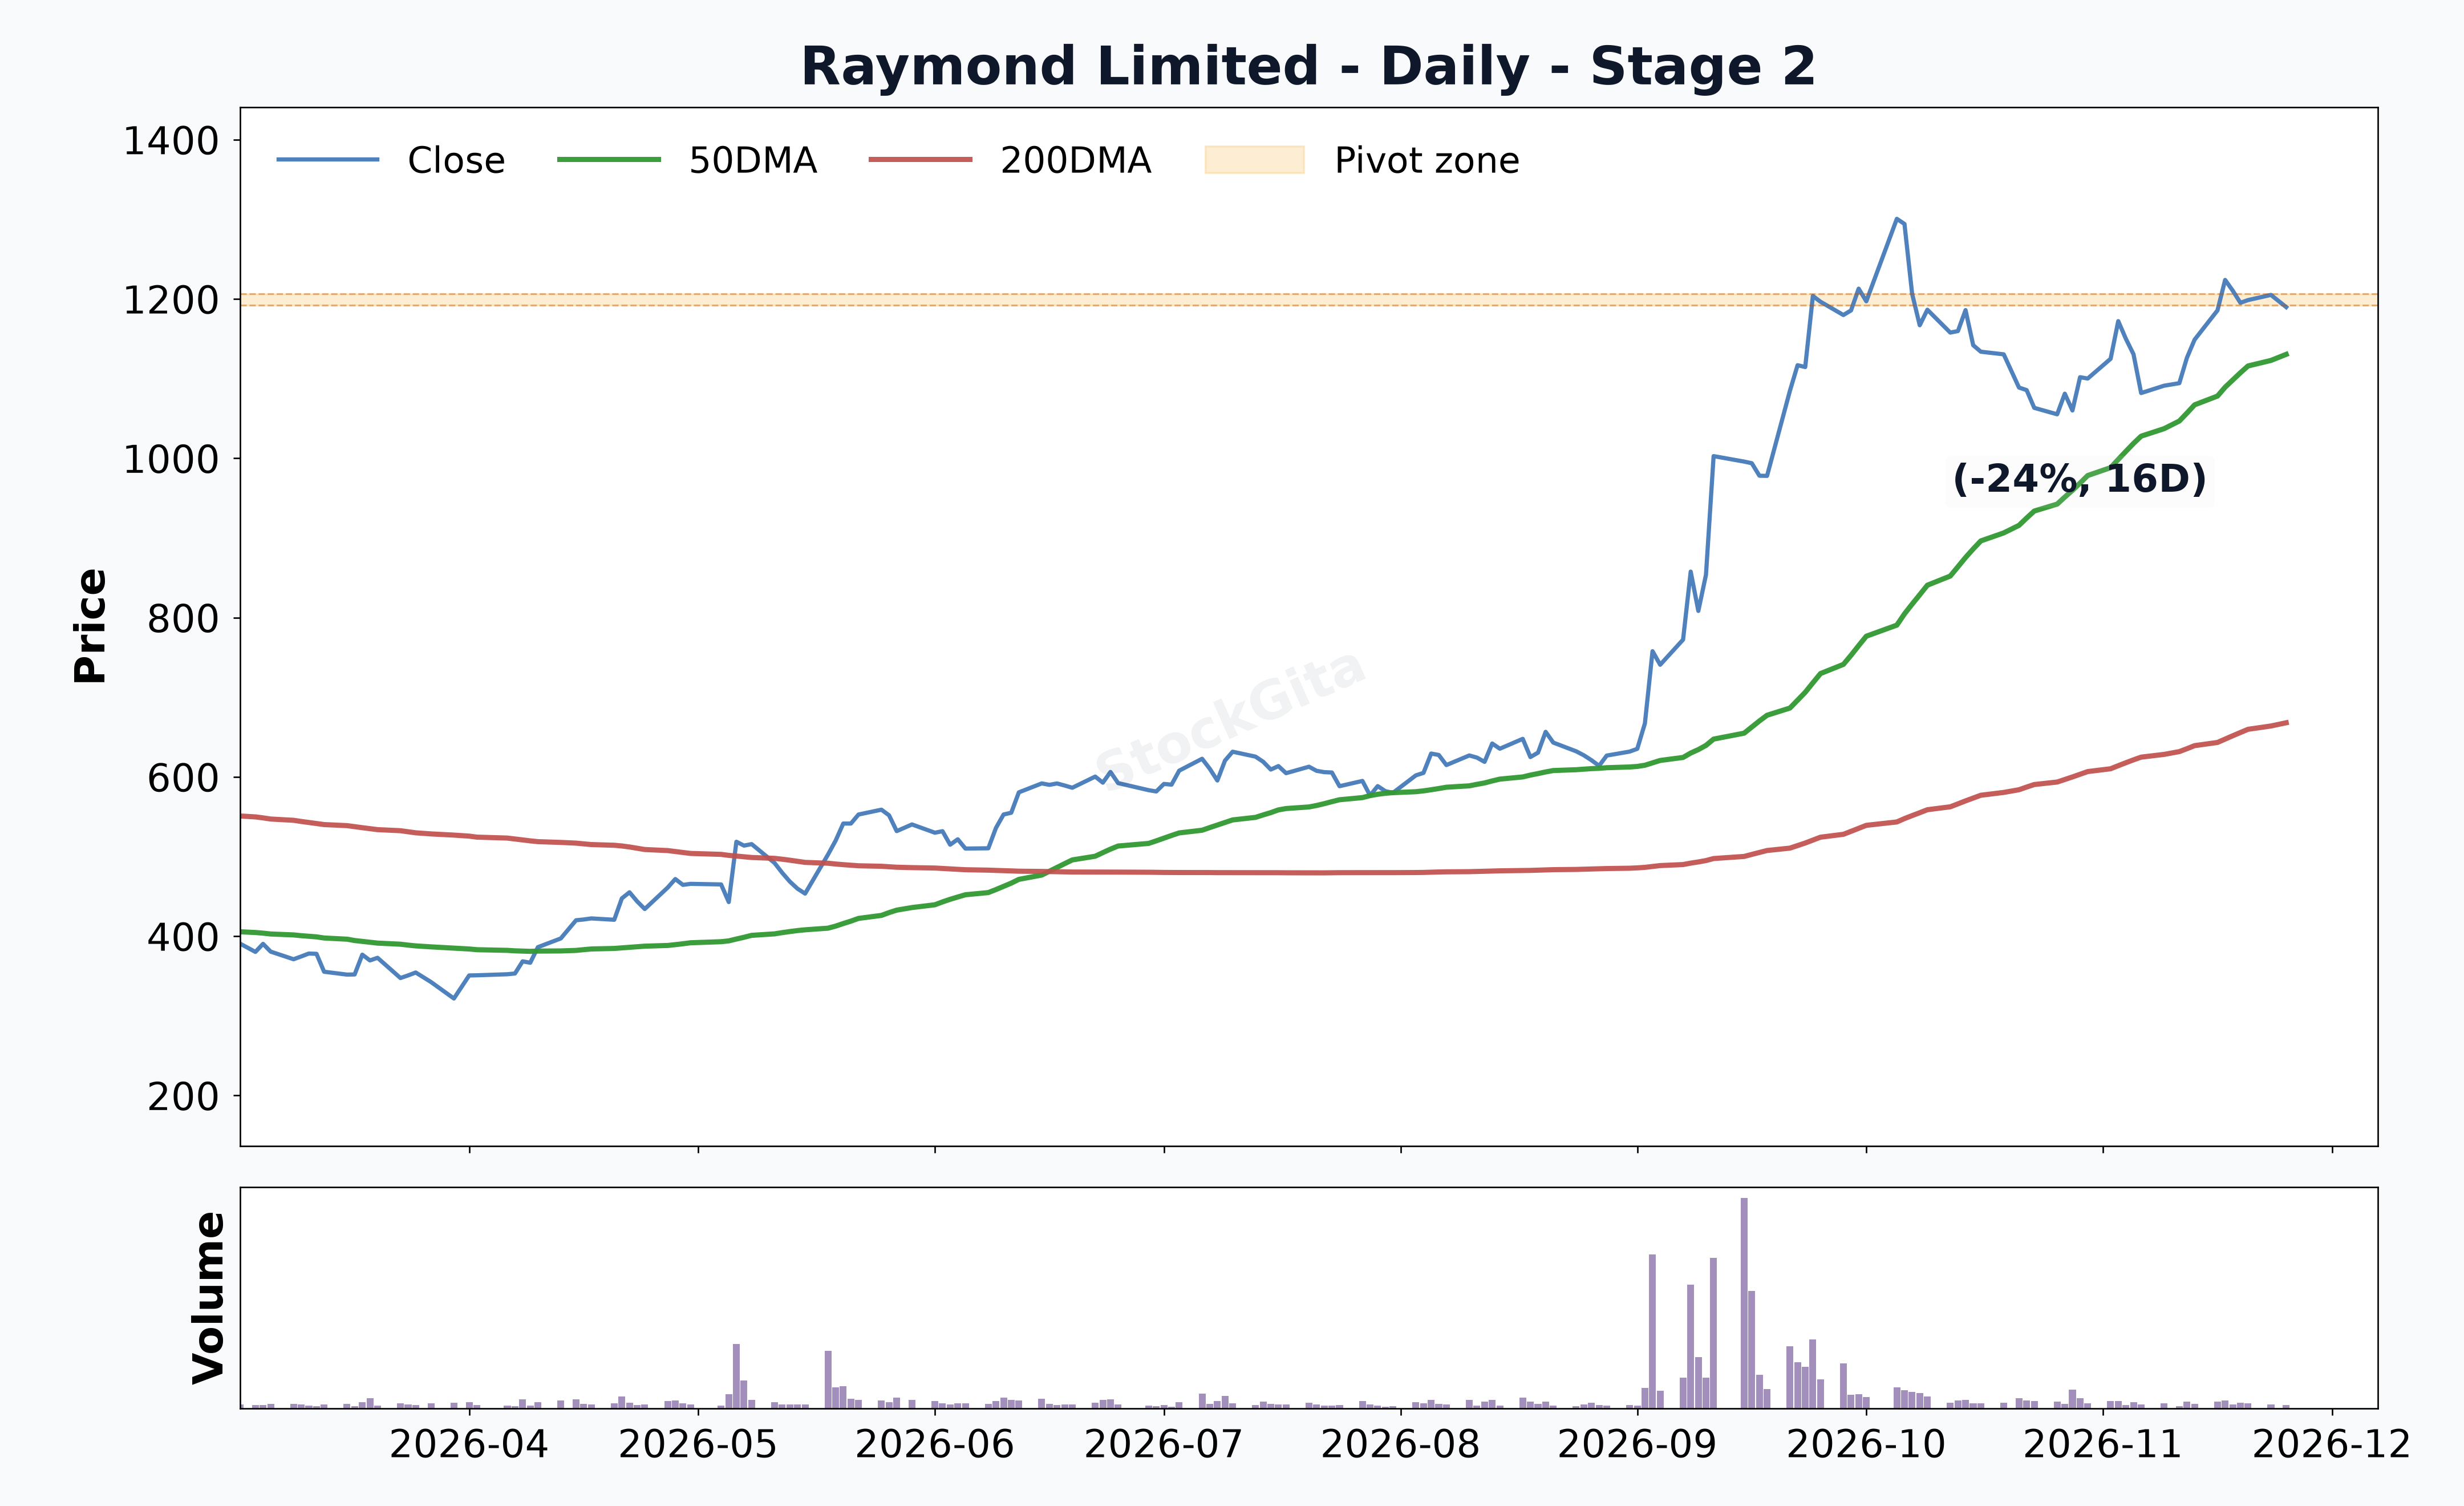 Raymond Limited - Daily - Stage 2
Close 50DMA 200DMA Pivot zone
1400
1200
1000
800
600
400
200
Price
(-24%, 16D)
StockGita
Volume
2026-04 2026-05 2026-06 2026-07 2026-08 2026-09 2026-10 2026-11 2026-12